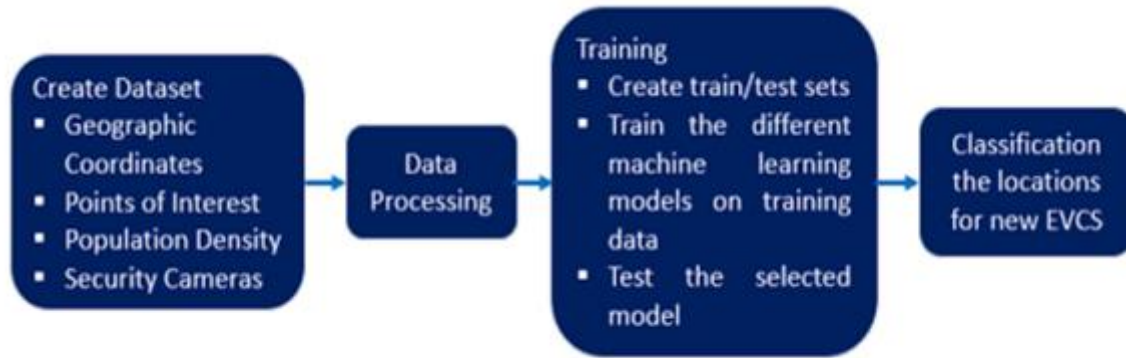 Create Dataset
▪ Geographic
Coordinates
▪ Points of Interest
▪ Population Density
▪ Security Cameras
Data
Processing
Training
▪ Create train/test sets
▪ Train the different
machine learning
models on training
data
▪ Test the selected
model
Classification
the locations
for new EVCS